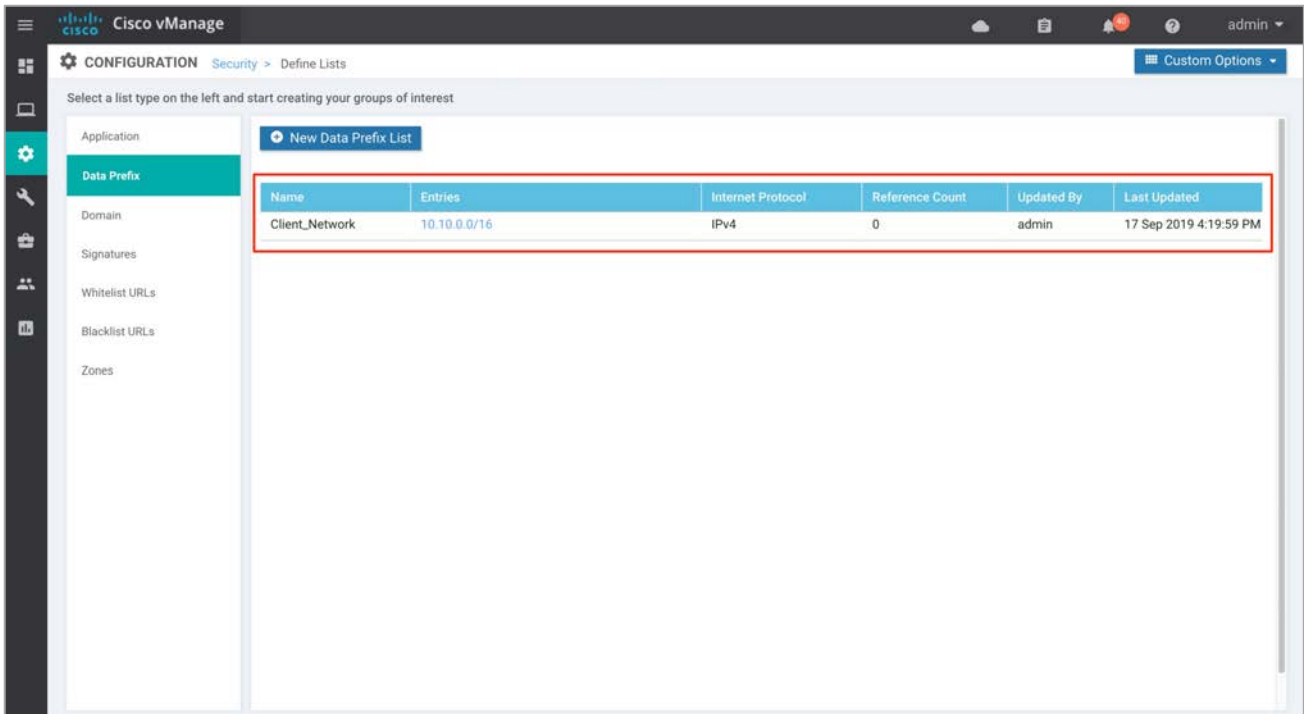 cisco Cisco vManage 40 admin
CONFIGURATION Security > Define Lists Custom Options
Select a list type on the left and start creating your groups of interest
Application
Data Prefix
Domain
Signatures
Whitelist URLs
Blacklist URLs
Zones
New Data Prefix List
Name Entries Internet Protocol Reference Count Updated By Last Updated
Client_Network 10.10.0.0/16 IPv4 0 admin 17 Sep 2019 4:19:59 PM